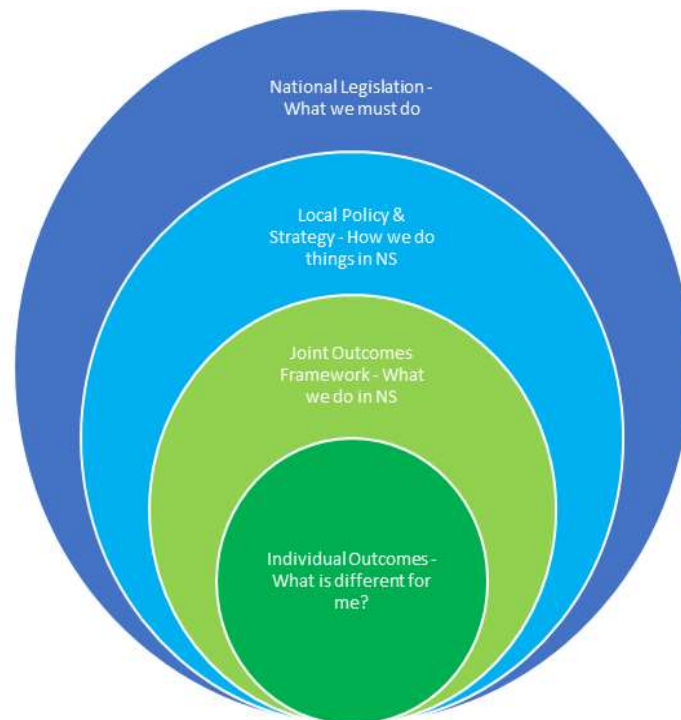 National Legislation -
What we must do
Local Policy &
Strategy - How we do
things in NS
Joint Outcomes
Framework - What
we do in NS
Individual Outcomes -
What is different for
me?